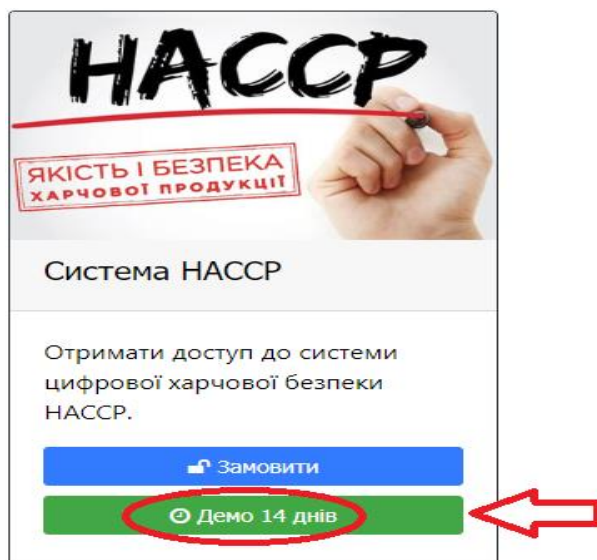 HACCP
ЯКІСТЬ І БЕЗПЕКА
ХАРЧОВОЇ ПРОДУКЦІЇ
Система HACCP
Отримати доступ до системи
цифрової харчової безпеки
HACCP.
Замовити
Демо 14 днів